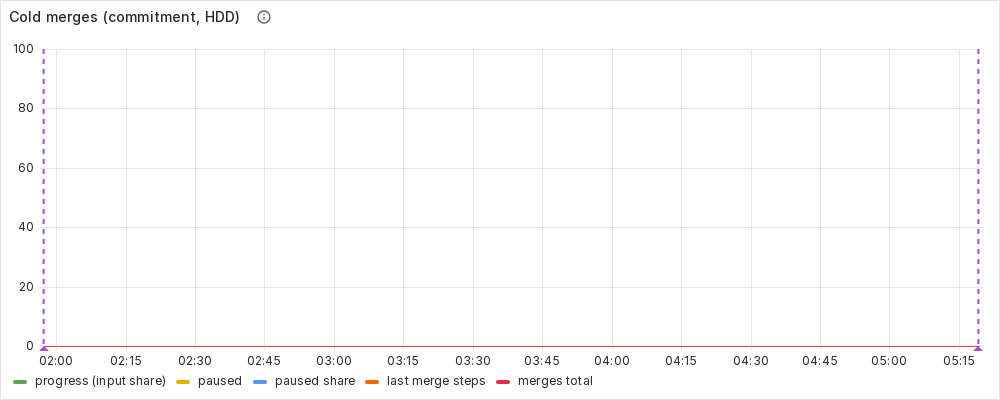 Cold merges (commitment, HDD)
100
80
60
40
20
0
02:00 02:15 02:30 02:45 03:00 03:15 03:30 03:45 04:00 04:15 04:30 04:45 05:00 05:15
progress (input share) paused paused share last merge steps merges total